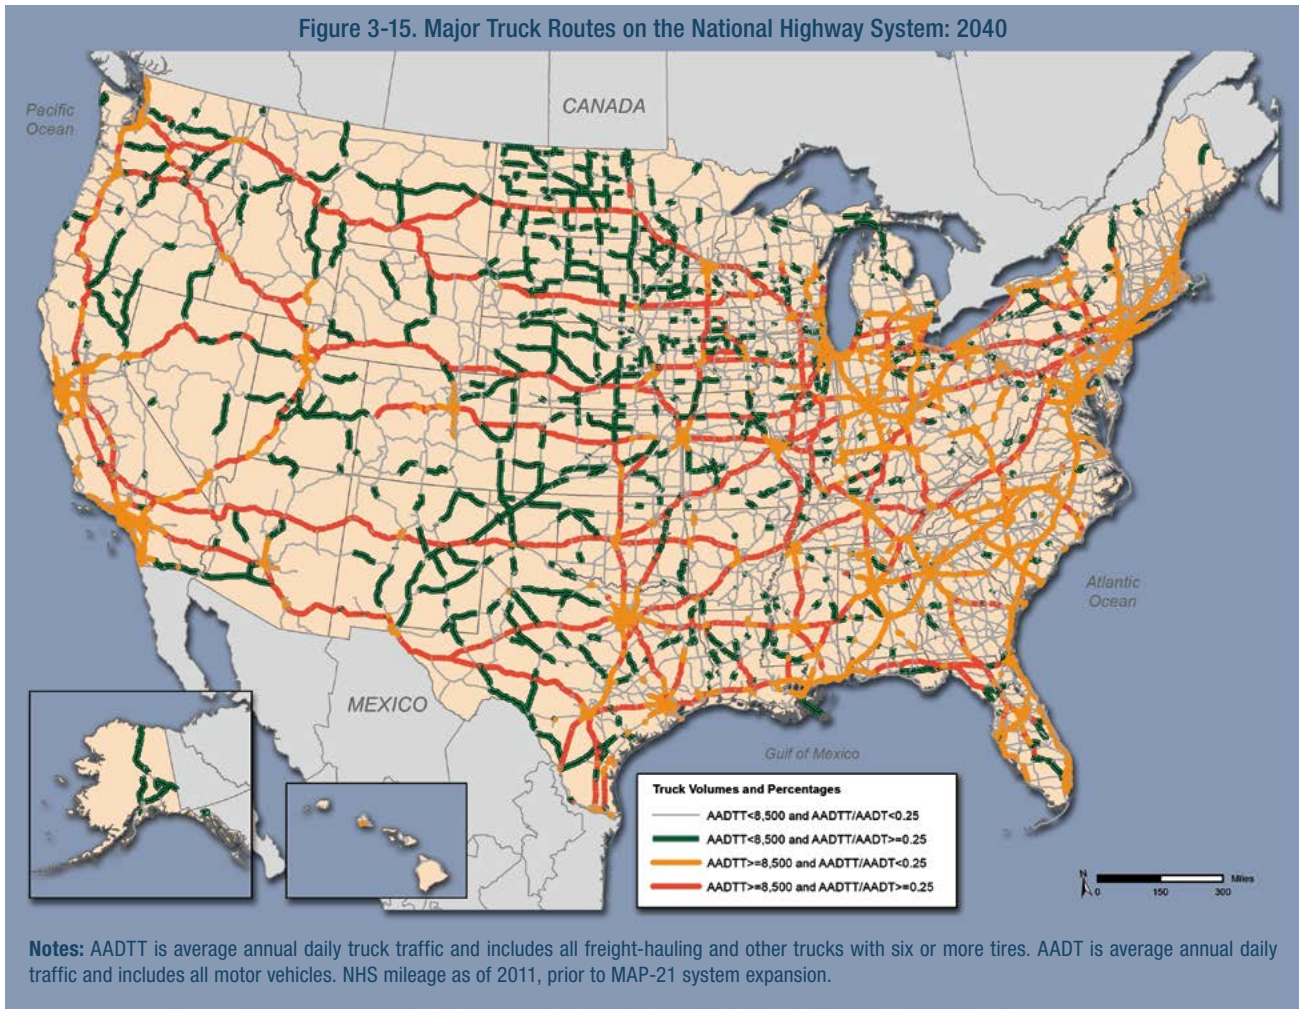 Figure 3-15. Major Truck Routes on the National Highway System: 2040
Pacific
Ocean
CANADA
Atlantic
Ocean
MEXICO
Gulf of Mexico
Truck Volumes and Percentages
AADTT<8,500 and AADTT/AADT<0.25
AADTT<8,500 and AADTT/AADT>=0.25
AADTT>=8,500 and AADTT/AADT<0.25
AADTT>=8,500 and AADTT/AADT>=0.25
N
Miles
0 150 300
Notes: AADTT is average annual daily truck traffic and includes all freight-hauling and other trucks with six or more tires. AADT is average annual daily
traffic and includes all motor vehicles. NHS mileage as of 2011, prior to MAP-21 system expansion.